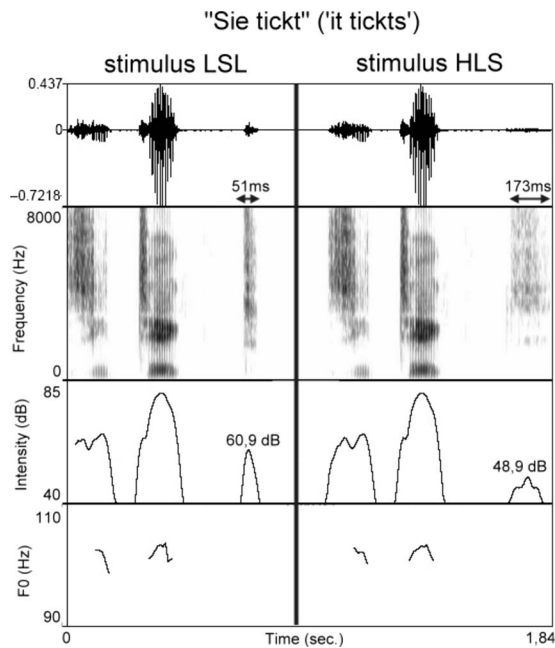 "Sie tickt" ('it tickts')
stimulus LSL
stimulus HLS
0.437
0
−0.7218
51ms
173ms
8000
Frequency (Hz)
0
85
Intensity (dB)
40
60,9 dB
48,9 dB
110
F0 (Hz)
90
0
Time (sec.)
1,84